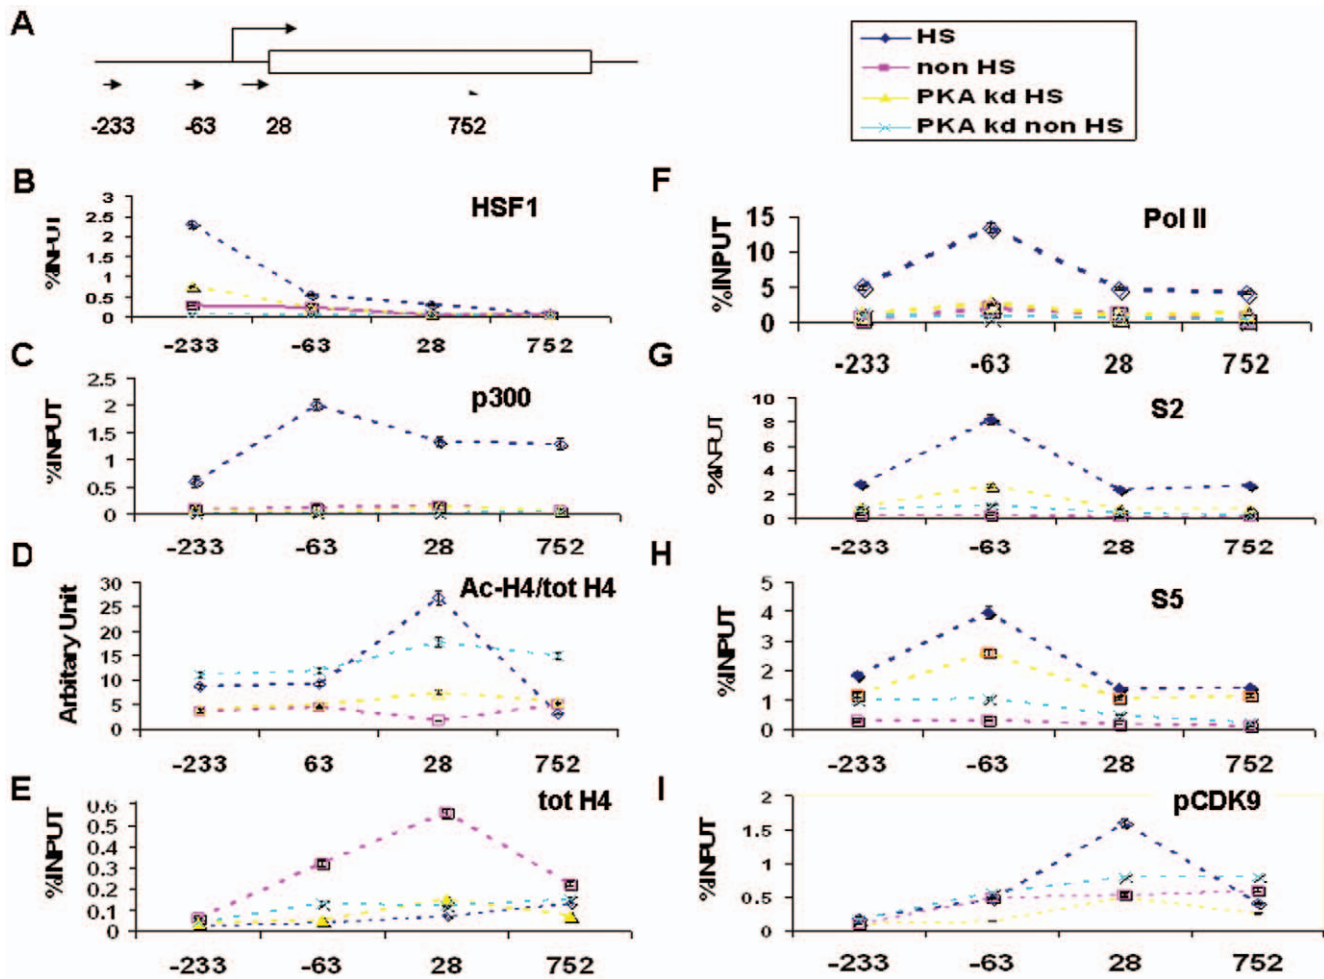 A
-233
-63
28
752
HS
non HS
PKA kd HS
PKA kd non HS
B
HSF1
%INPUT
3
2.5
2
1.5
1
0.5
0
-233
-63
28
752
C
p300
%INPUT
2.5
2
1.5
1
0.5
0
-233
-63
28
752
D
Ac-H4/tot H4
Arbitary Unit
30
25
20
15
10
5
0
-233
63
28
752
E
tot H4
%INPUT
0.6
0.5
0.4
0.3
0.2
0.1
0
-233
-63
28
752
F
Pol II
%INPUT
15
10
5
0
-233
-63
28
752
G
S2
%INPUT
10
8
6
4
2
0
-233
-63
28
752
H
S5
%INPUT
5
4
3
2
1
0
-233
-63
28
752
I
pCDK9
%INPUT
2
1.5
1
0.5
0
-233
-63
28
752